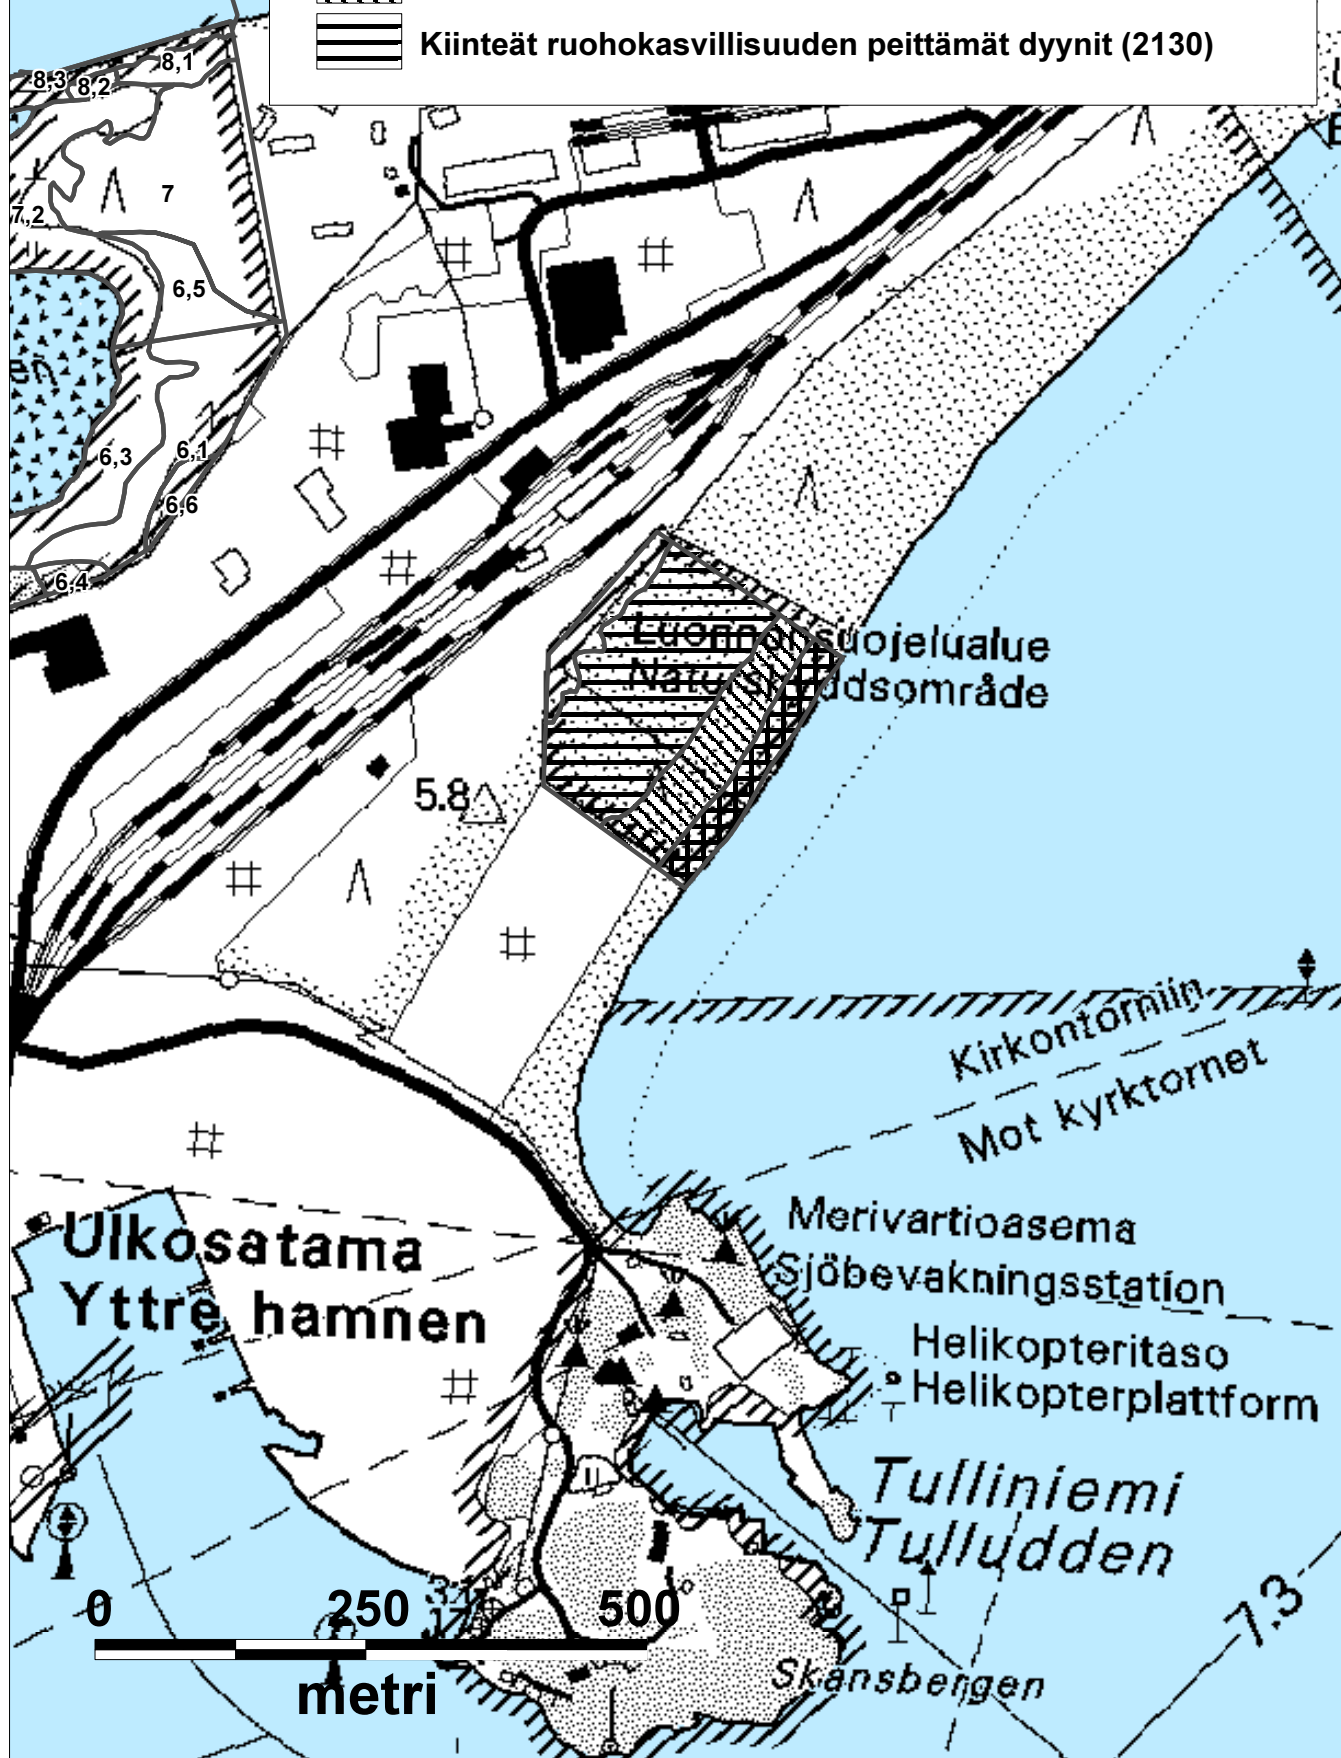 Kiinteät ruohokasvillisuuden peittämät dyynit (2130)
8,1
8,3
8,2
7
7,2
6,5
6,3
6,1
6,6
6,4
Luonnonsuojelualue
Naturskyddsområde
5.8
Kirkontorniin
Mot kyrktornet
Merivartioasema
Sjöbevakningsstation
Ulkosatama
Yttre hamnen
Helikopteritaso
Helikopterplattform
Tulliniemi
Tulludden
7.3
0 250 500
metri
Skansbergen